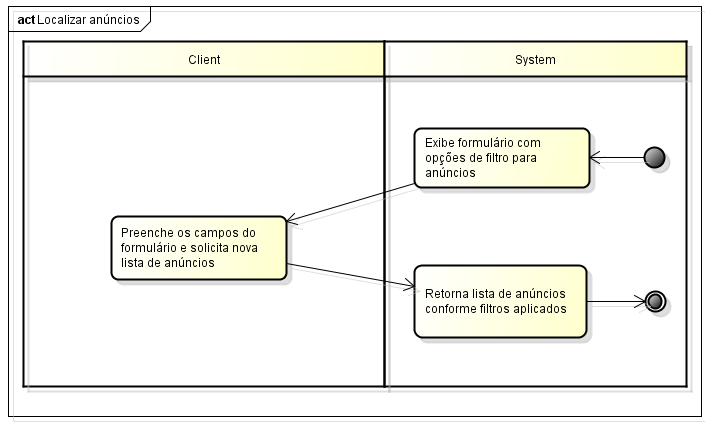 act Localizar anúncios
Client
System
Exibe formulário com
opções de filtro para
anúncios
Preenche os campos do
formulário e solicita nova
lista de anúncios
Retorna lista de anúncios
conforme filtros aplicados